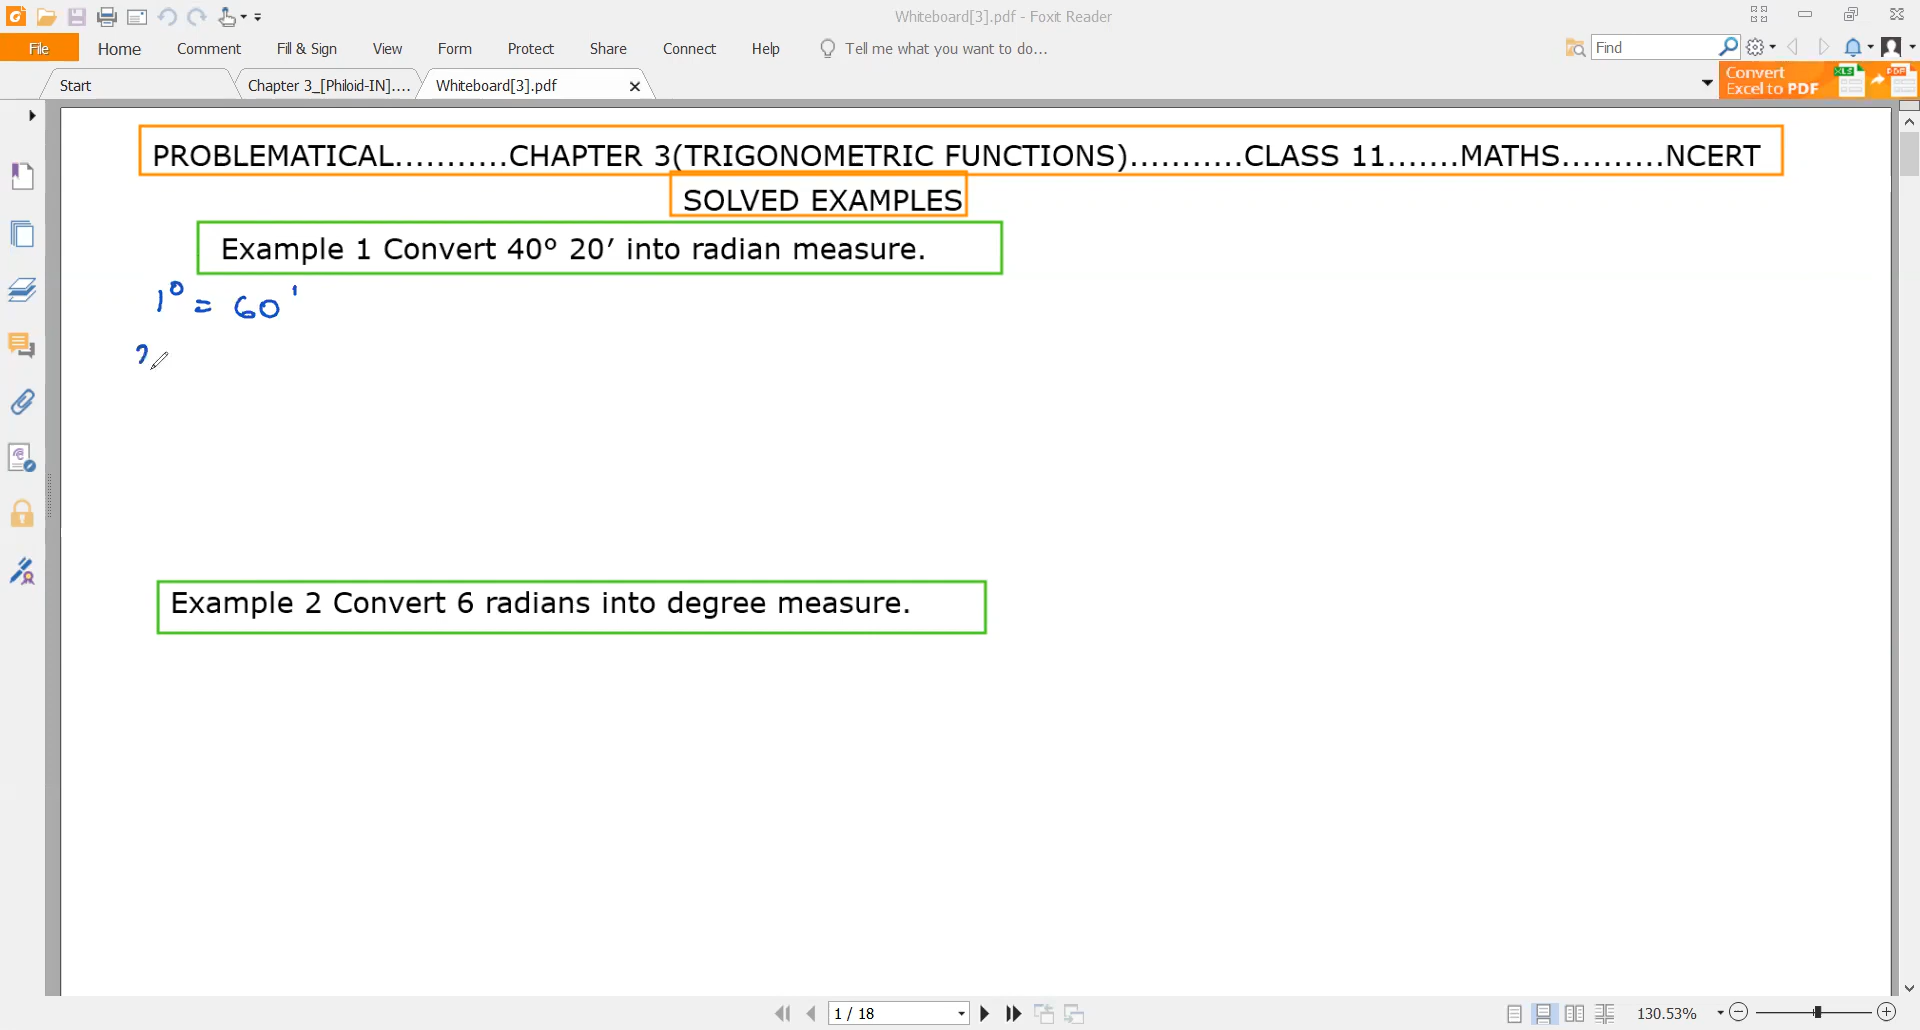 Whiteboard[3].pdf - Foxit Reader
File Home Comment Fill & Sign View Form Protect Share Connect Help Tell me what you want to do... Find
Start Chapter 3_[Philoid-IN].... Whiteboard[3].pdf
Convert
Excel to PDF
PROBLEMATICAL...........CHAPTER 3(TRIGONOMETRIC FUNCTIONS)...........CLASS 11.......MATHS..........NCERT
SOLVED EXAMPLES
Example 1 Convert 40° 20′ into radian measure.
1° = 60'
Example 2 Convert 6 radians into degree measure.
1 / 18 130.53%